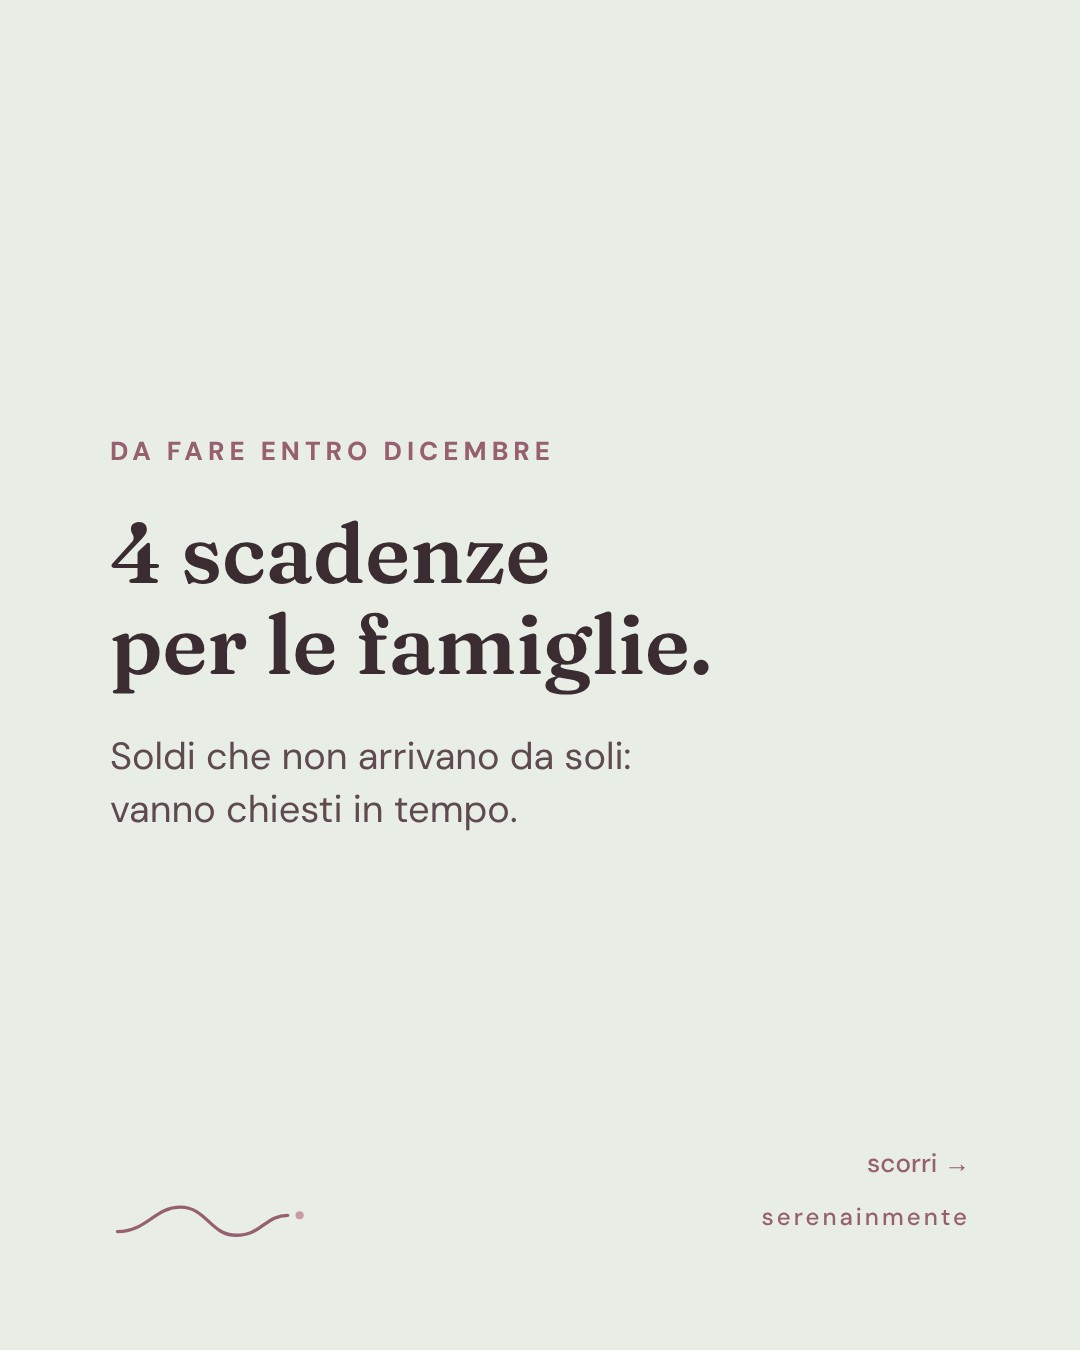 DA FARE ENTRO DICEMBRE
4 scadenze
per le famiglie.
Soldi che non arrivano da soli:
vanno chiesti in tempo.
scorri →
serenainmente